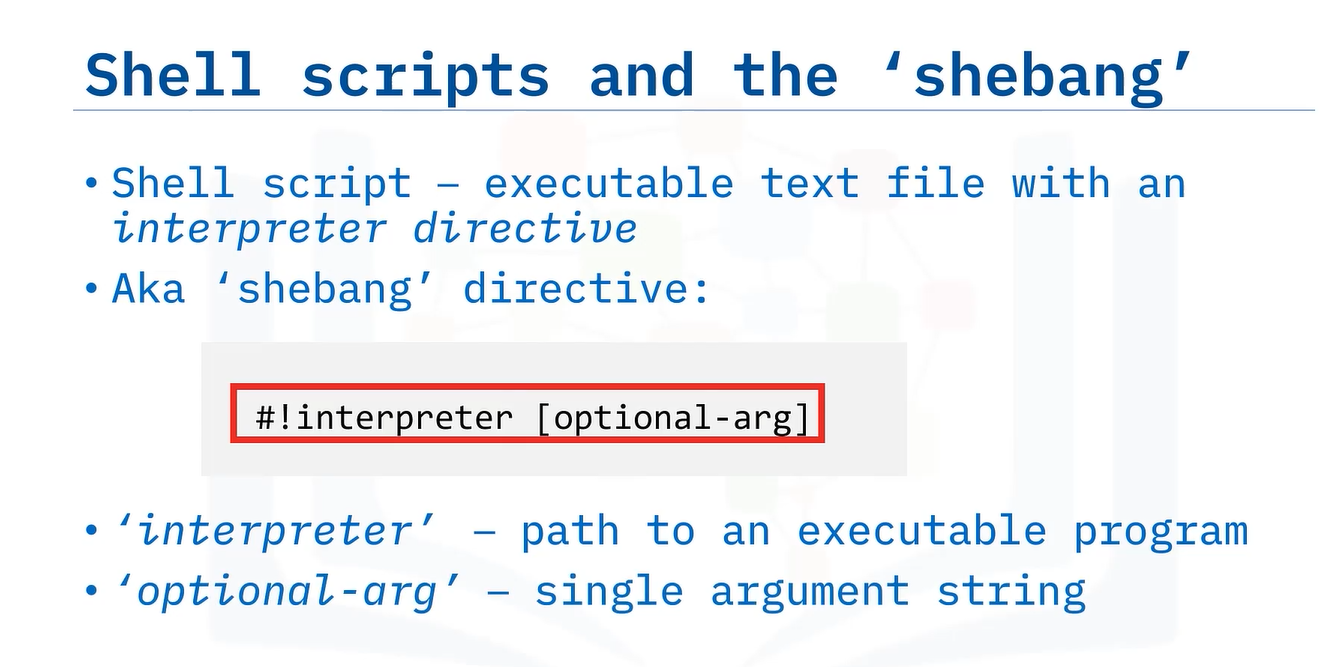 Shell scripts and the ‘shebang’
• Shell script – executable text file with an
interpreter directive
• Aka ‘shebang’ directive:
#!interpreter [optional-arg]
• ‘interpreter’ – path to an executable program
• ‘optional-arg’ – single argument string